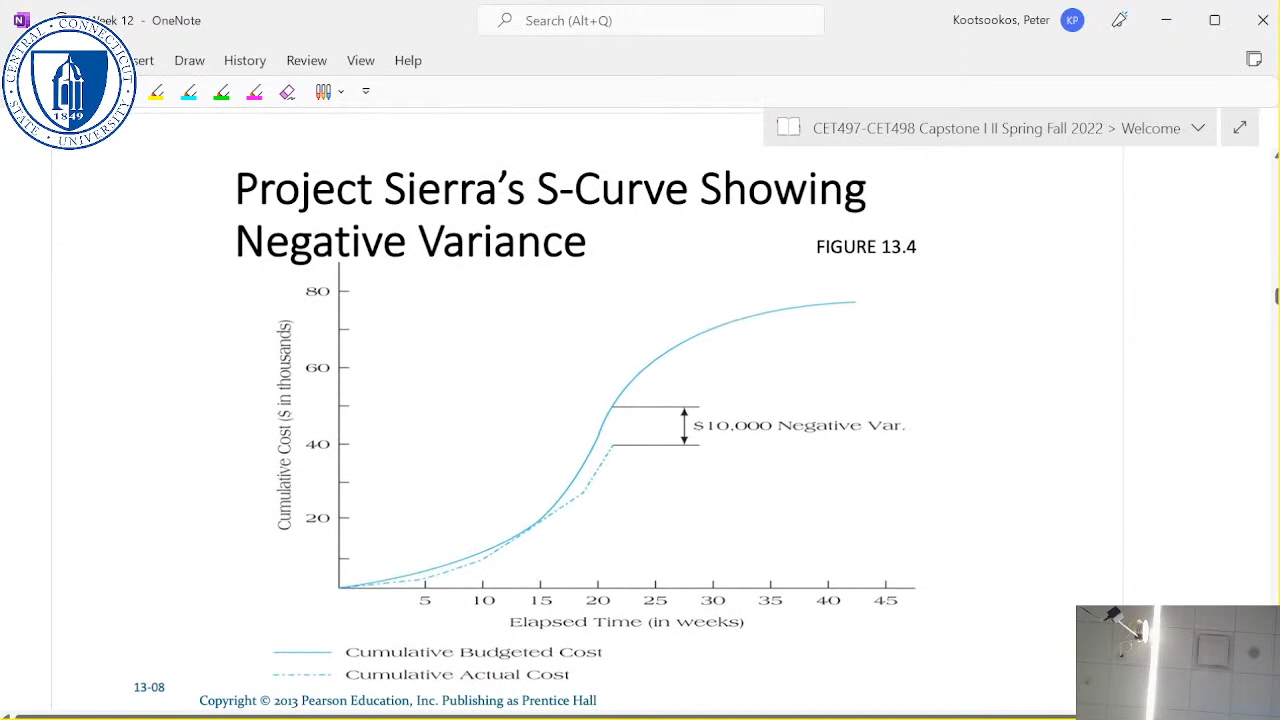 Week 12 - OneNote
Search (Alt+Q)
Kootsookos, Peter
KP
Draw History Review View Help
CET497-CET498 Capstone I II Spring Fall 2022 > Welcome
CENTRAL CONNECTICUT
STATE UNIVERSITY
1849
Project Sierra's S-Curve Showing
Negative Variance
FIGURE 13.4
Cumulative Cost ($ in thousands)
80
60
40
20
$10,000 Negative Var.
5 10 15 20 25 30 35 40 45
Elapsed Time (in weeks)
Cumulative Budgeted Cost
Cumulative Actual Cost
13-08
Copyright © 2013 Pearson Education, Inc. Publishing as Prentice Hall